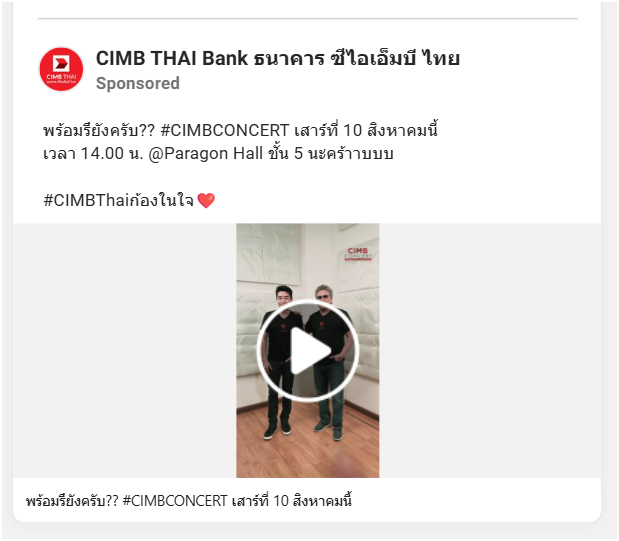 CIMB THAI Bank ธนาคาร ซีไอเอ็มบี ไทย
Sponsored
CIMB THAI
พร้อมรึยังครับ?? #CIMBCONCERT เสาร์ที่ 10 สิงหาคมนี้
เวลา 14.00 น. @Paragon Hall ชั้น 5 นะคร้าาบบบ
#CIMBThaiก้องในใจ❤️
CIMB
CONCERT
พร้อมรึยังครับ?? #CIMBCONCERT เสาร์ที่ 10 สิงหาคมนี้